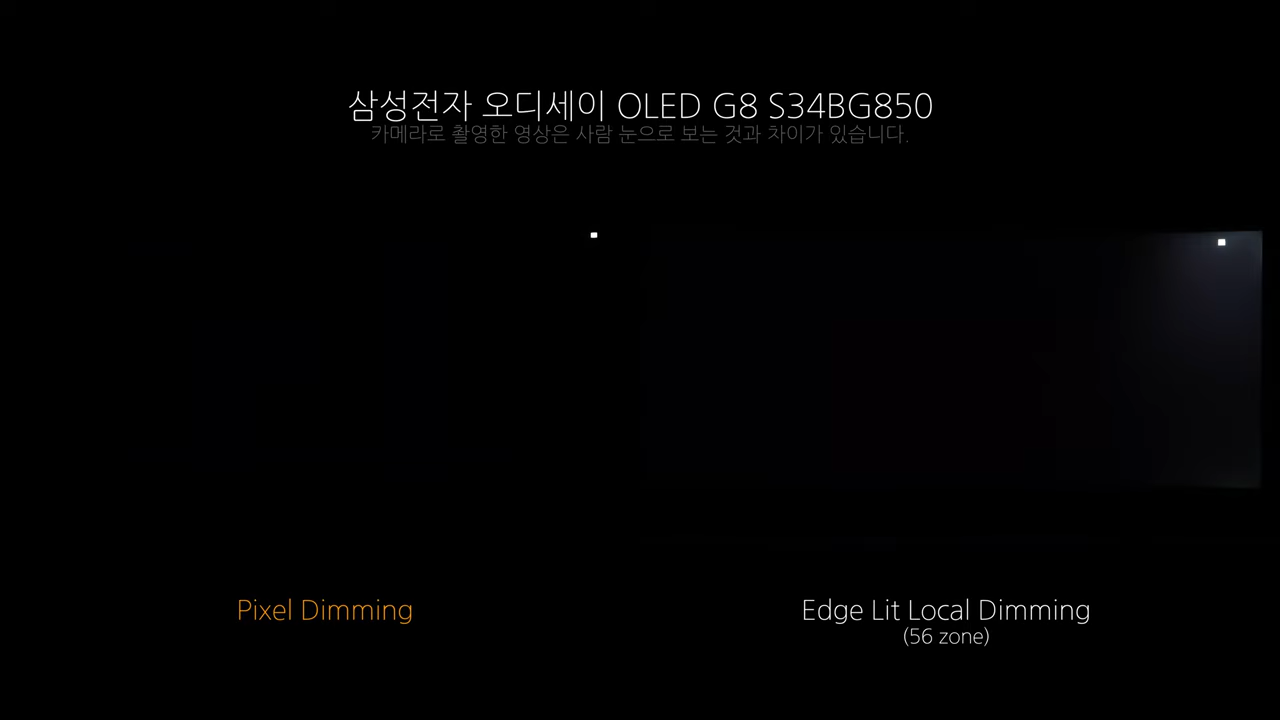 삼성전자 오디세이 OLED G8 S34BG850
카메라로 촬영한 영상은 사람 눈으로 보는 것과 차이가 있습니다.
Pixel Dimming
Edge Lit Local Dimming
(56 zone)